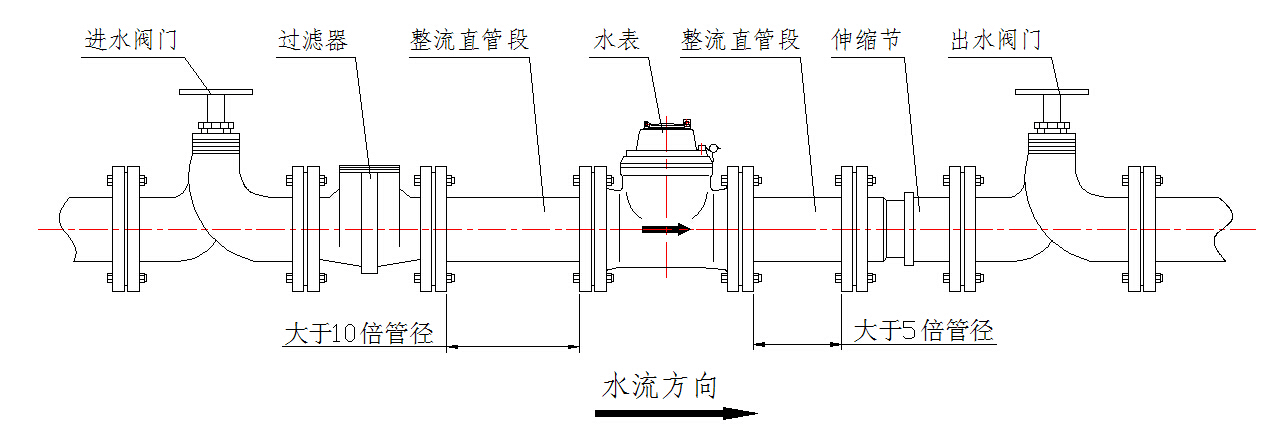 进水阀门
过滤器
整流直管段
水表
整流直管段
伸缩节
出水阀门
大于10倍管径
大于5倍管径
水流方向